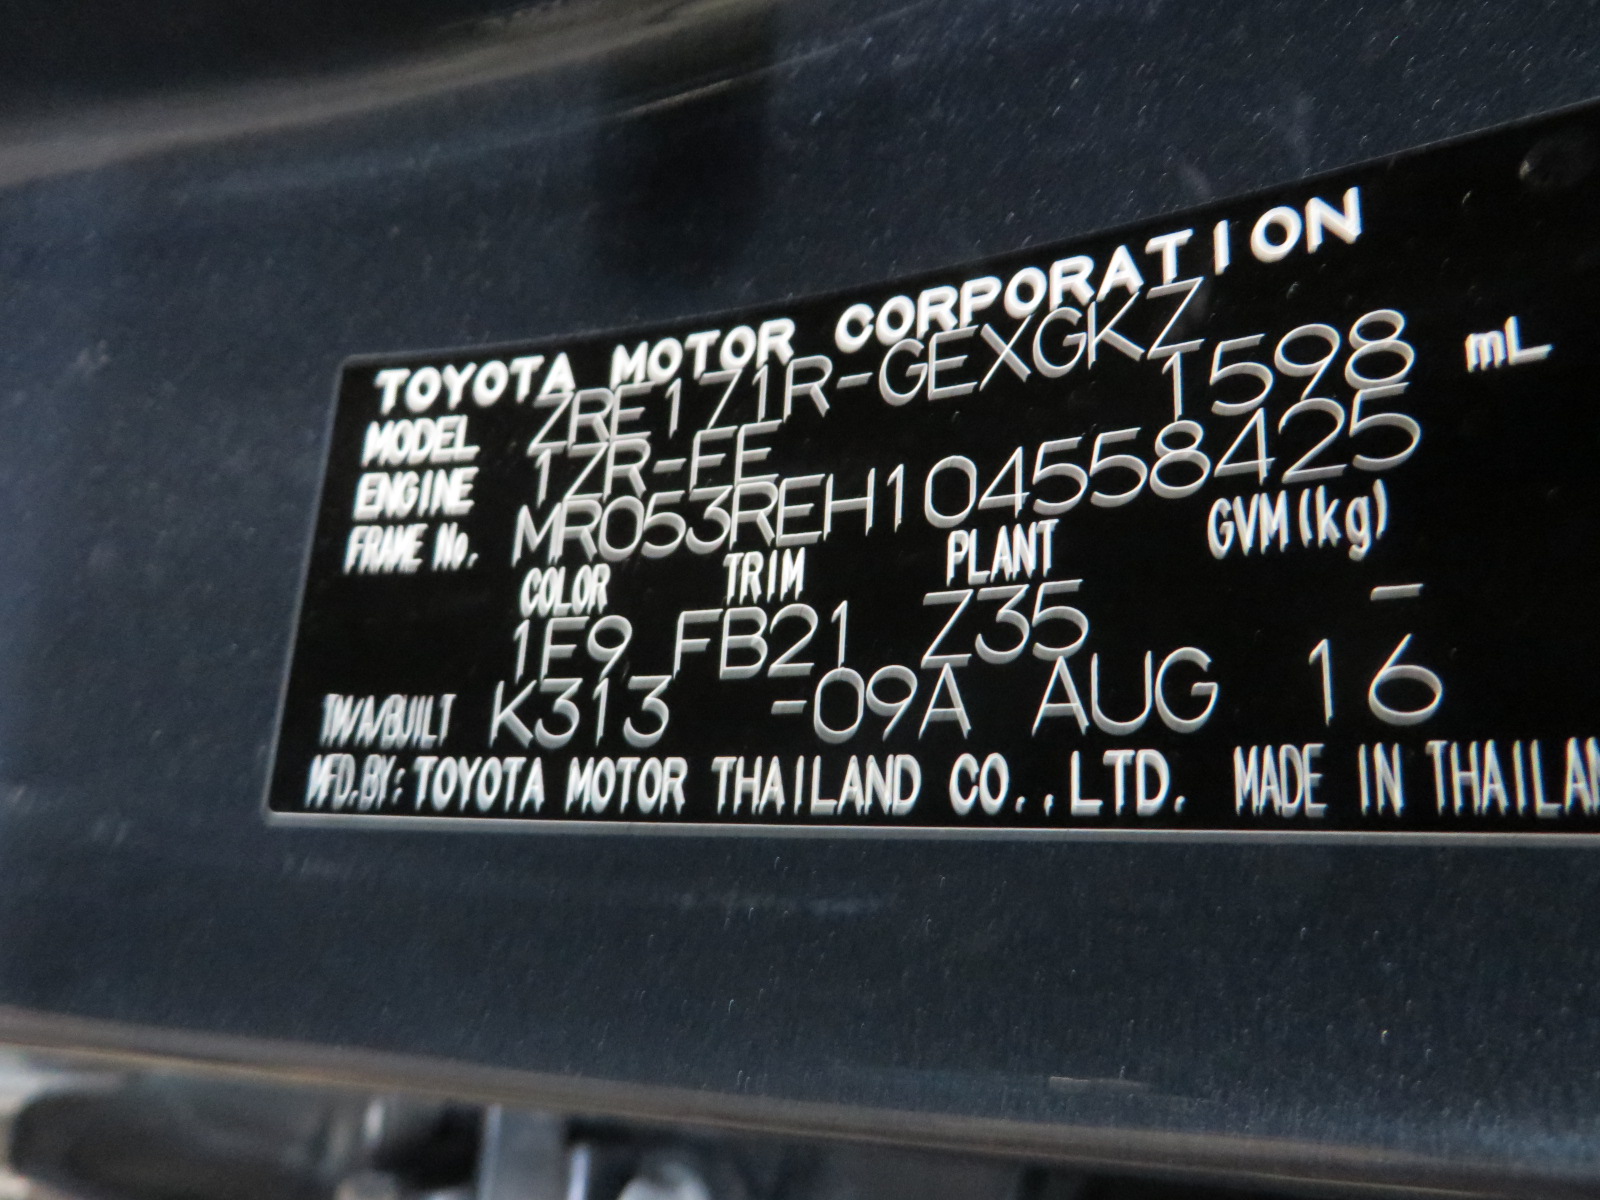 TOYOTA MOTOR CORPORATION
MODEL ZRE171R-GEXGKZ
ENGINE 1ZR-FE 1598 mL
FRAME No. MR053REH104558425
COLOR TRIM PLANT GVM(kg)
1F9 FB21 Z35 -
TM/A/BUILT K313 -09A AUG 16
MFD.BY: TOYOTA MOTOR THAILAND CO.,LTD. MADE IN THAILAN